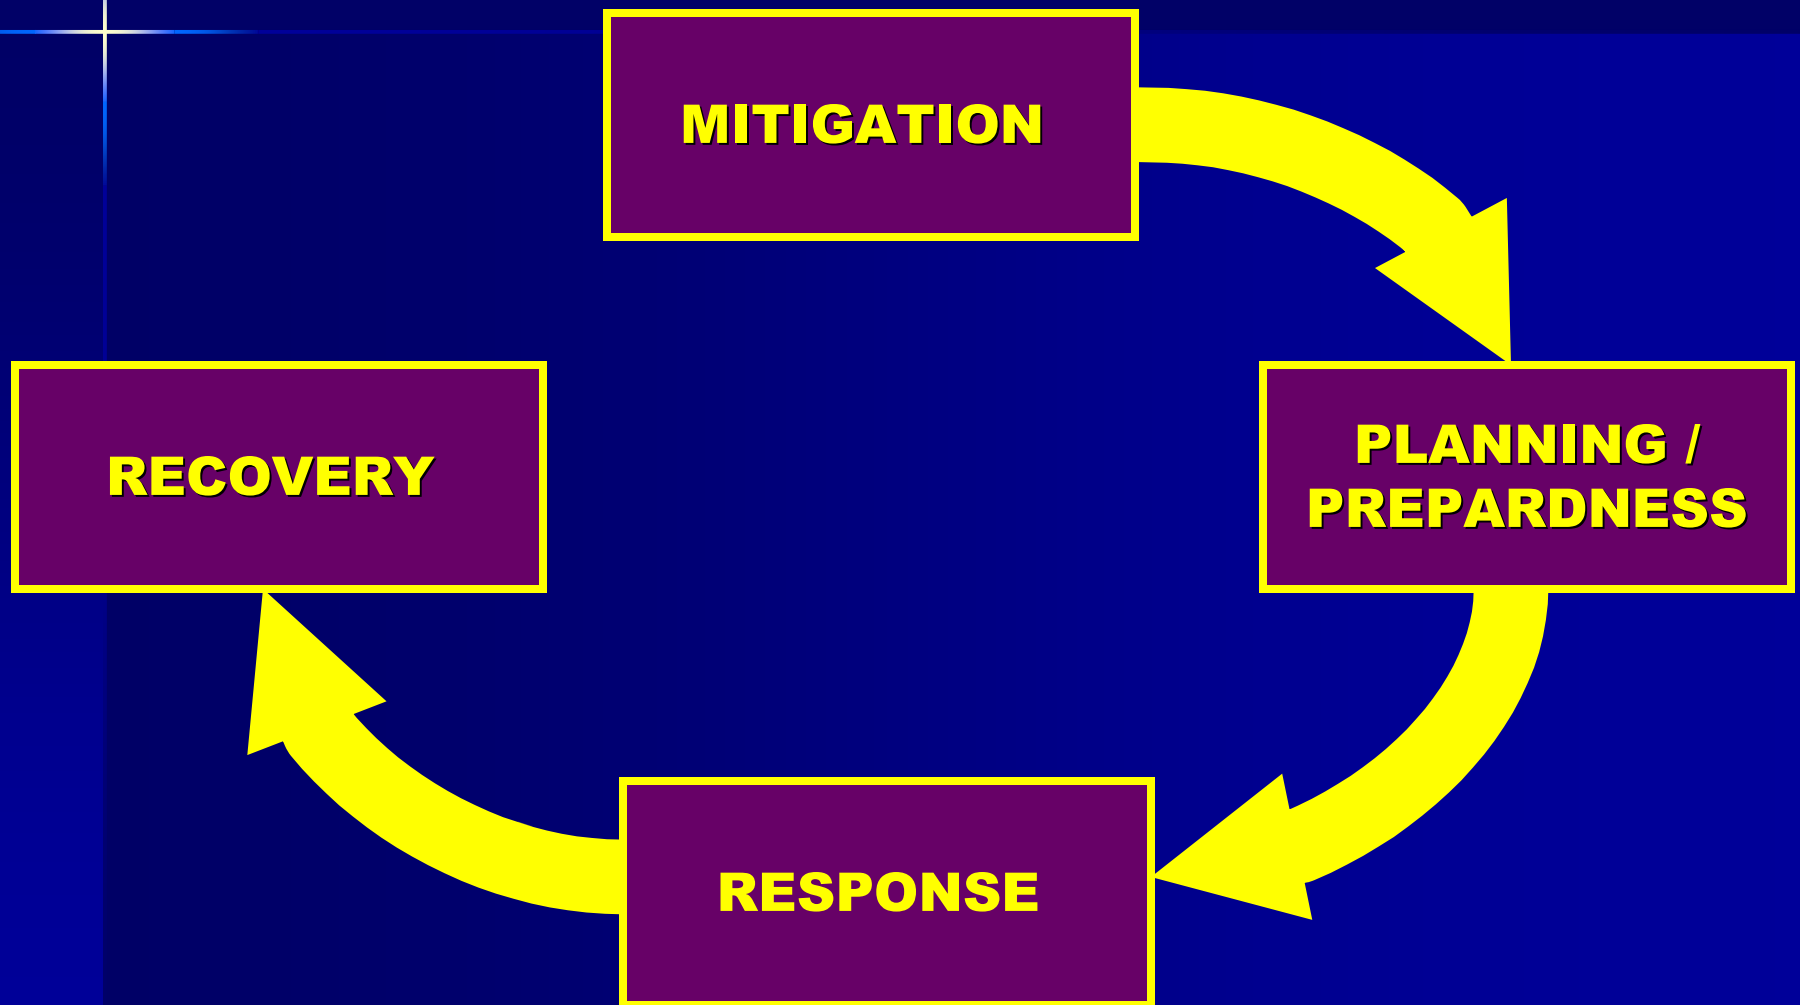 MITIGATION
PLANNING /
PREPARDNESS
RECOVERY
RESPONSE